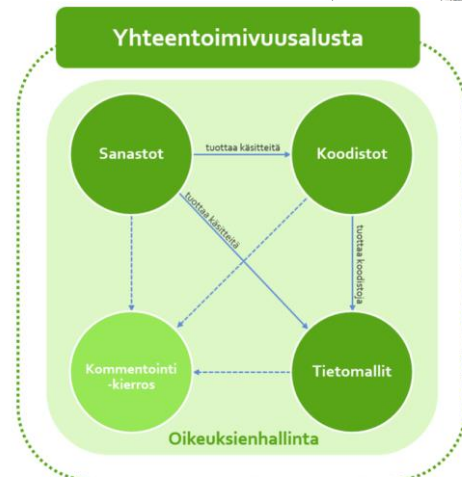 Yhteentoimivuusalusta
Sanastot
tuottaa käsitteitä
Koodistot
tuottaa käsitteitä
tuottaa koodistoja
Kommentointi
-kierros
Tietomallit
Oikeuksienhallinta